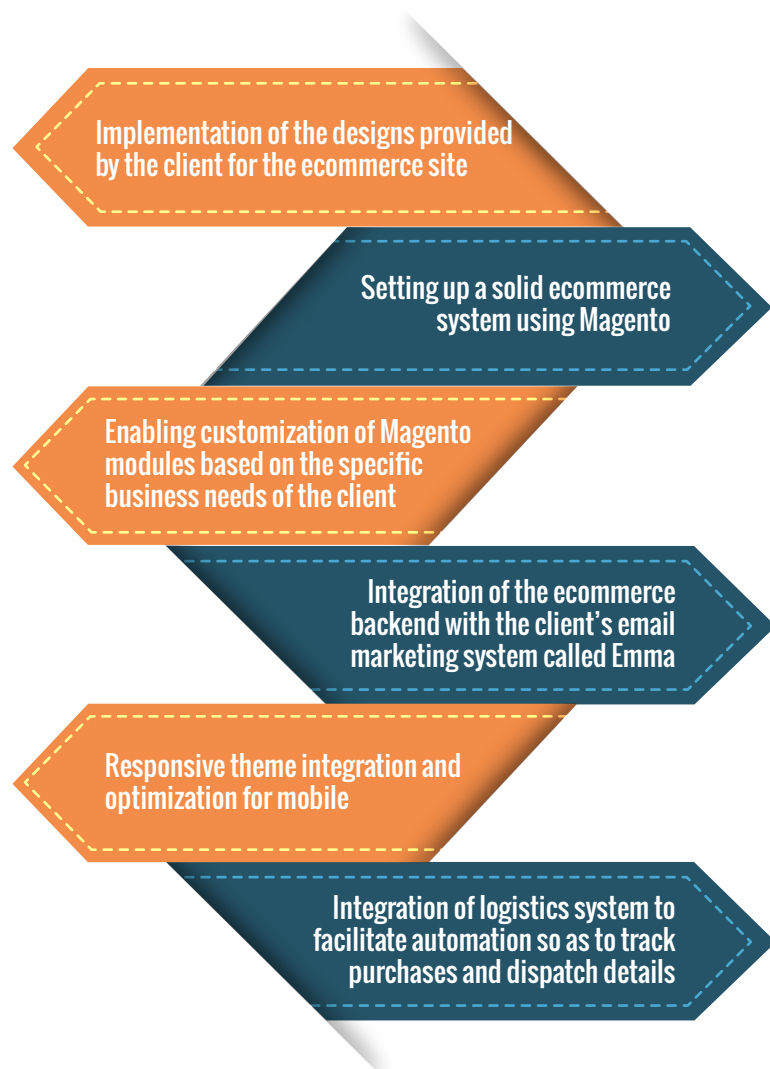 Implementation of the designs provided
by the client for the ecommerce site
Setting up a solid ecommerce
system using Magento
Enabling customization of Magento
modules based on the specific
business needs of the client
Integration of the ecommerce
backend with the client’s email
marketing system called Emma
Responsive theme integration and
optimization for mobile
Integration of logistics system to
facilitate automation so as to track
purchases and dispatch details